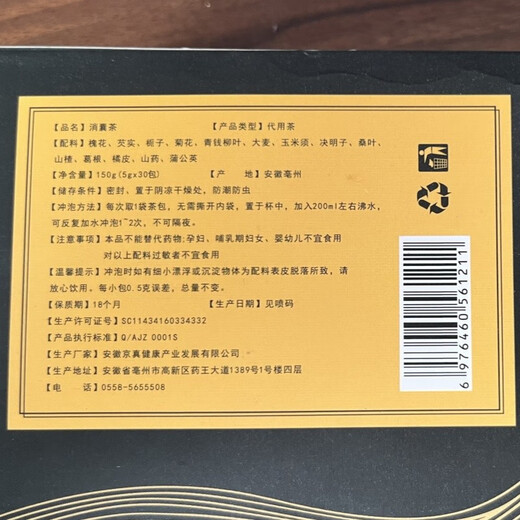 【品名】消囊茶 【产品类型】代用茶
【配料】槐花、芡实、栀子、菊花、青钱柳叶、大麦、玉米须、决明子、桑叶、
山楂、葛根、橘皮、山药、蒲公英
【净含量】150g(5gx30包) 【产 地】安徽亳州
【储存条件】密封、置于阴凉干燥处，防潮防虫
【冲泡方法】每次取1袋茶包，无需撕开内袋，置于杯中，加入200ml左右沸水，
可反复加水冲泡1~2次，不可隔夜。
【注意事项】本品不能替代药物;孕妇、哺乳期妇女、婴幼儿不宜食用
对以上配料过敏者不宜食用
【温馨提示】冲泡时如有细小漂浮或沉淀物体为配料表皮脱落所致，请
放心饮用。每小包0.5克误差，总量不变。
【保质期】18个月 【生产日期】见喷码
【生产许可证号】SC11434160334332
【产品执行标准】Q/AJZ 0001S
【生产厂家】安徽京真健康产业发展有限公司
【生产地址】安徽省亳州市高新区药王大道1389号1号楼四层
【电 话】0558-5655508
6976460561211